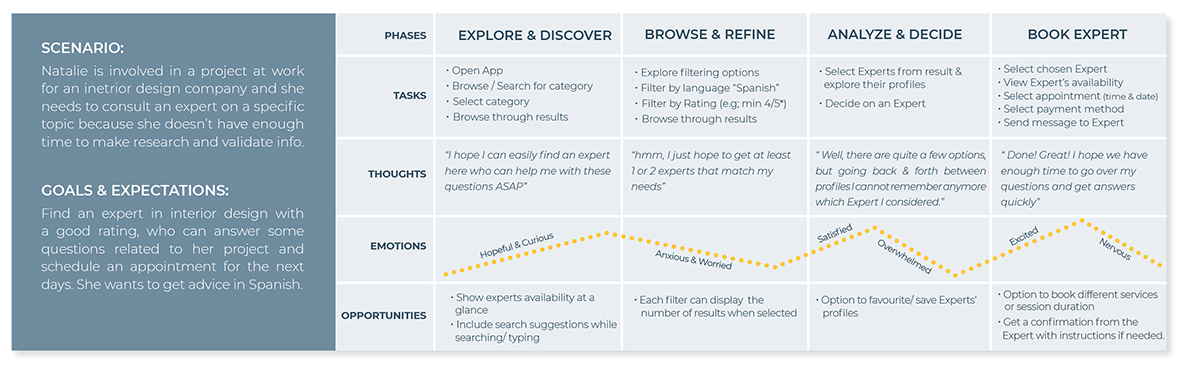 SCENARIO:
Natalie is involved in a project at work
for an inetrior design company and she
needs to consult an expert on a specific
topic because she doesn't have enough
time to make research and validate info.
GOALS & EXPECTATIONS:
Find an expert in interior design with
a good rating, who can answer some
questions related to her project and
schedule an appointment for the next
days. She wants to get advice in Spanish.
PHASES
EXPLORE & DISCOVER
BROWSE & REFINE
ANALYZE & DECIDE
BOOK EXPERT
TASKS
• Open App
• Browse / Search for category
• Select category
• Browse through results
• Explore filtering options
• Filter by language "Spanish"
• Filter by Rating (e.g; min 4/5*)
• Browse through results
• Select Experts from result &
explore their profiles
• Decide on an Expert
• Select chosen Expert
• View Expert's availability
• Select appointment (time & date)
• Select payment method
• Send message to Expert
THOUGHTS
"I hope I can easily find an expert
here who can help me with these
questions ASAP"
"hmm, I just hope to get at least
1 or 2 experts that match my
needs"
" Well, there are quite a few options,
but going back & forth between
profiles I cannot remember anymore
which Expert I considered."
" Done! Great! I hope we have
enough time to go over my
questions and get answers
quickly"
EMOTIONS
Hopeful & Curious
Anxious & Worried
Satisfied
Overwhelmed
Excited
Nervous
OPPORTUNITIES
• Show experts availability at a
glance
• Include search suggestions while
searching/ typing
• Each filter can display the
number of results when selected
• Option to favourite/ save Experts'
profiles
• Option to book different services
or session duration
• Get a confirmation from the
Expert with instructions if needed.